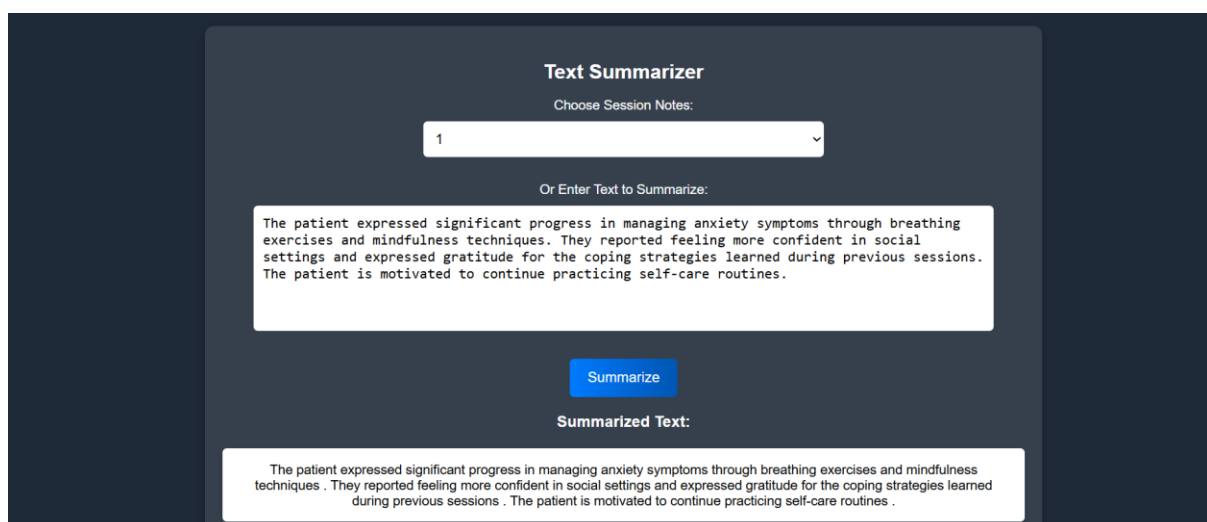 Text Summarizer
Choose Session Notes:
1
Or Enter Text to Summarize:
The patient expressed significant progress in managing anxiety symptoms through breathing
exercises and mindfulness techniques. They reported feeling more confident in social
settings and expressed gratitude for the coping strategies learned during previous sessions.
The patient is motivated to continue practicing self-care routines.
Summarize
Summarized Text:
The patient expressed significant progress in managing anxiety symptoms through breathing exercises and mindfulness
techniques . They reported feeling more confident in social settings and expressed gratitude for the coping strategies learned
during previous sessions . The patient is motivated to continue practicing self-care routines .